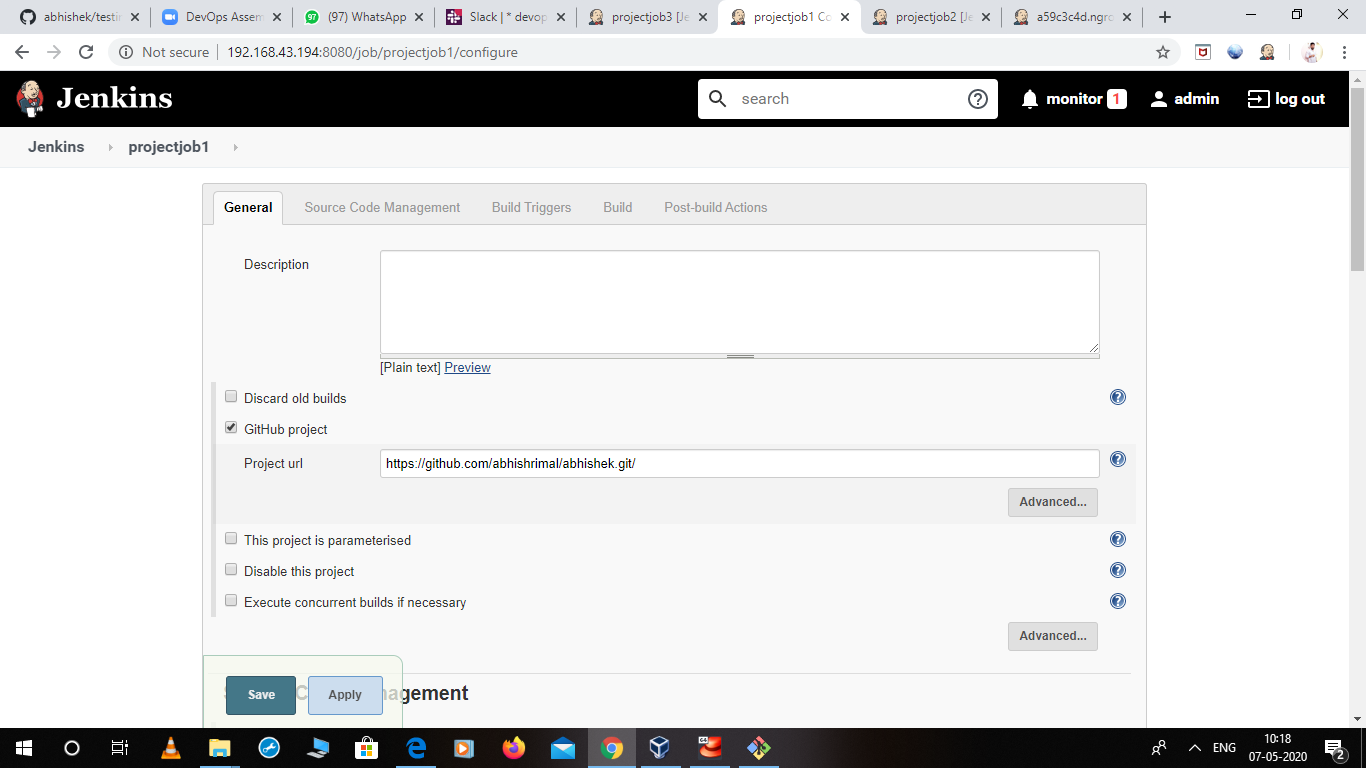 abhishek/testin
DevOps Assem
(97) WhatsApp
Slack | * devop
projectjob3 [Je
projectjob1 Co
projectjob2 [Je
a59c3c4d.ngro
Not secure
192.168.43.194:8080/job/projectjob1/configure
Jenkins
search
monitor 1
admin
log out
Jenkins
projectjob1
General
Source Code Management
Build Triggers
Build
Post-build Actions
Description
[Plain text] Preview
Discard old builds
GitHub project
Project url
https://github.com/abhishrimal/abhishek.git/
Advanced...
This project is parameterised
Disable this project
Execute concurrent builds if necessary
Advanced...
Save
Apply
agement
ENG
10:18
07-05-2020
2